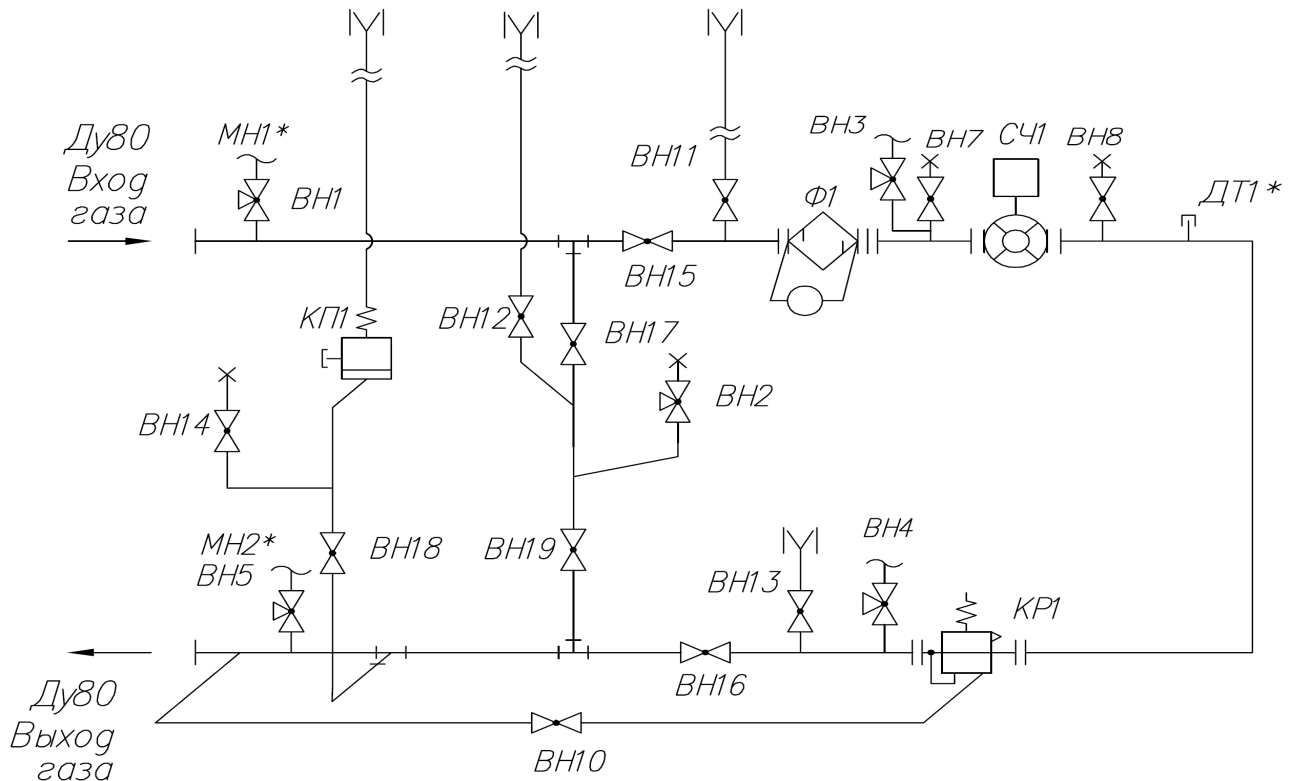 Ду80
Вход
газа
МН1*
ВН1
ВН11
ВН3
ВН7
СЧ1
ВН8
Ф1
ДТ1*
ВН15
КП1
ВН12
ВН17
ВН14
ВН2
МН2*
ВН5
ВН18
ВН19
ВН13
ВН4
КР1
ВН16
Ду80
Выход
газа
ВН10